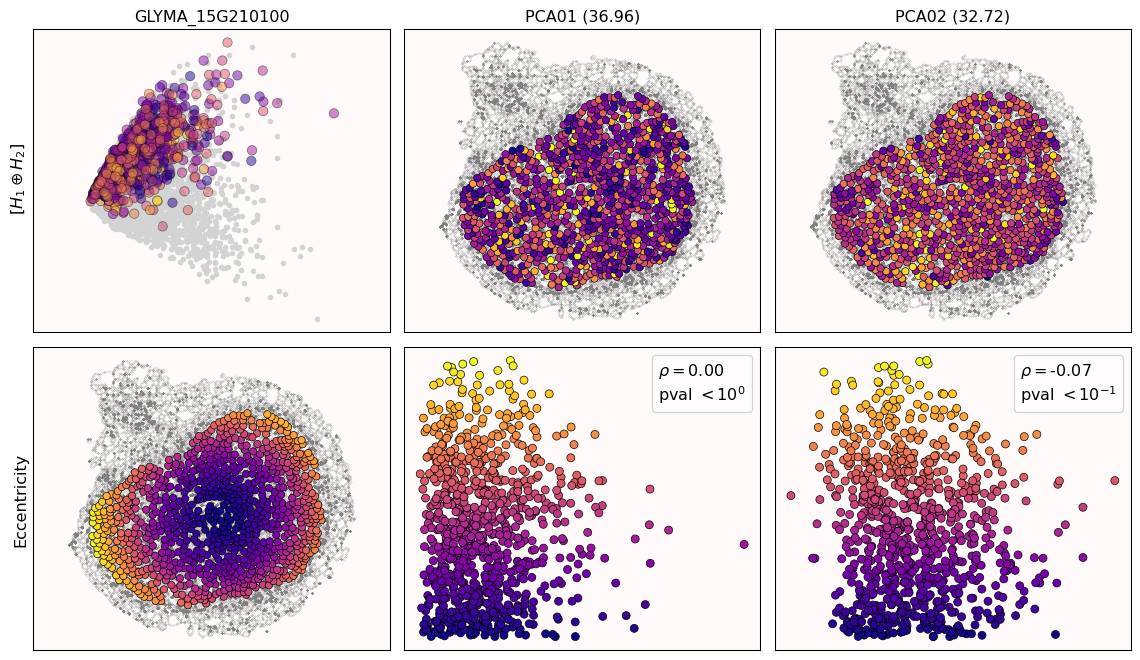 GLYMA_15G210100
PCA01 (36.96)
PCA02 (32.72)
[H₁ ⊕ H₂]
Eccentricity
ρ = 0.00
pval < 10⁰
ρ = -0.07
pval < 10⁻¹